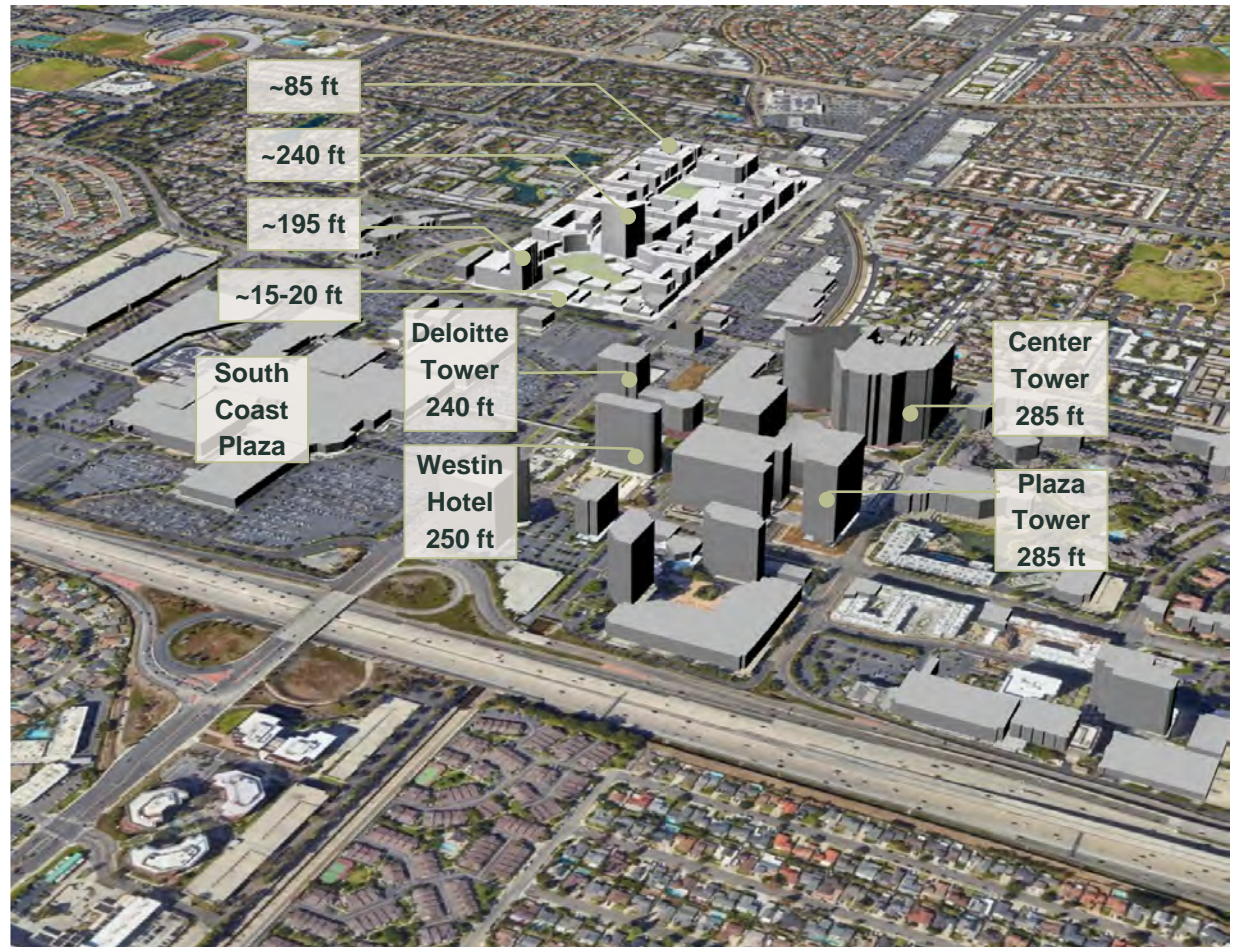 ~85 ft
~240 ft
~195 ft
~15-20 ft
Deloitte
Tower
240 ft
South
Coast
Plaza
Center
Tower
285 ft
Westin
Hotel
250 ft
Plaza
Tower
285 ft